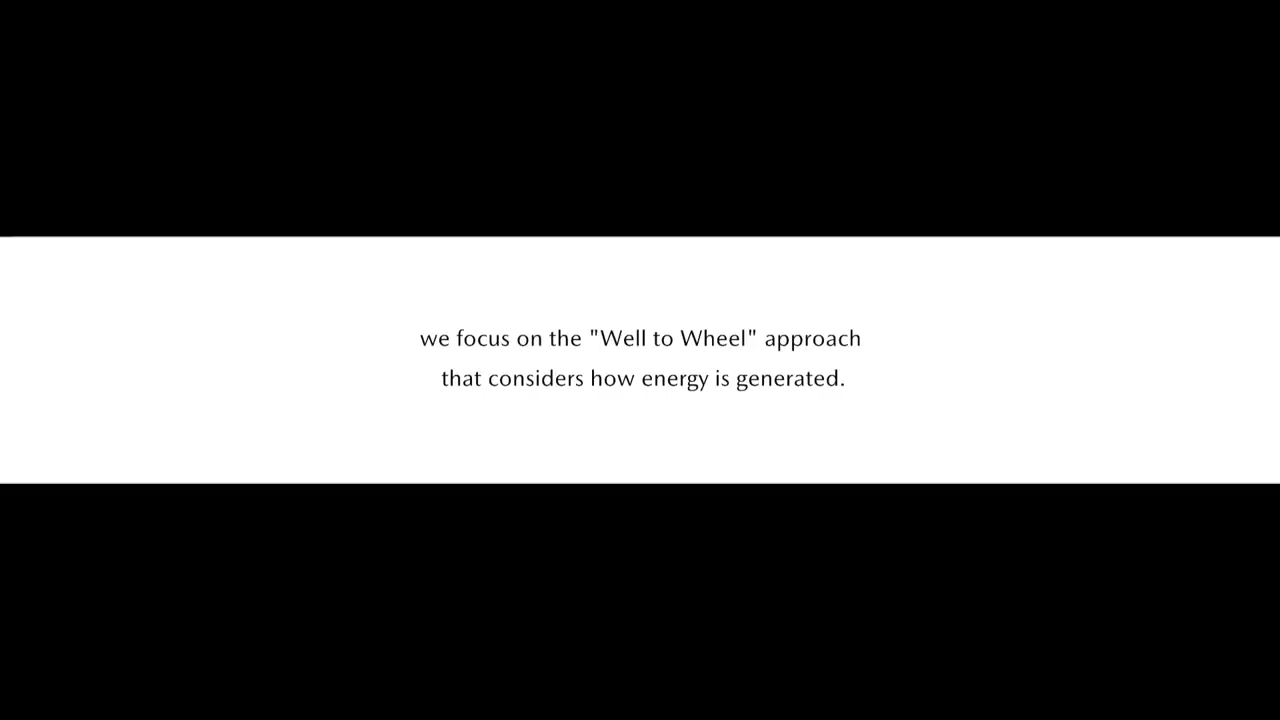 we focus on the "Well to Wheel" approach
that considers how energy is generated.